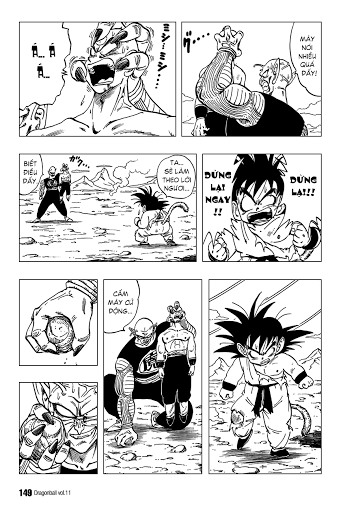 MÀY
NÓI
NHIỀU
QUÁ
ĐẤY!
Ặ...Ặ
Ặ...
DỪNG
LẠI!!!
DỪNG
LẠI
NGAY
!!
TA...
SẼ LÀM
THEO LỜI
NGƯƠI...
BIẾT
ĐIỀU
ĐẤY.
CẤM
MÀY CỬ
ĐỘNG...
149 Dragonball vol.11